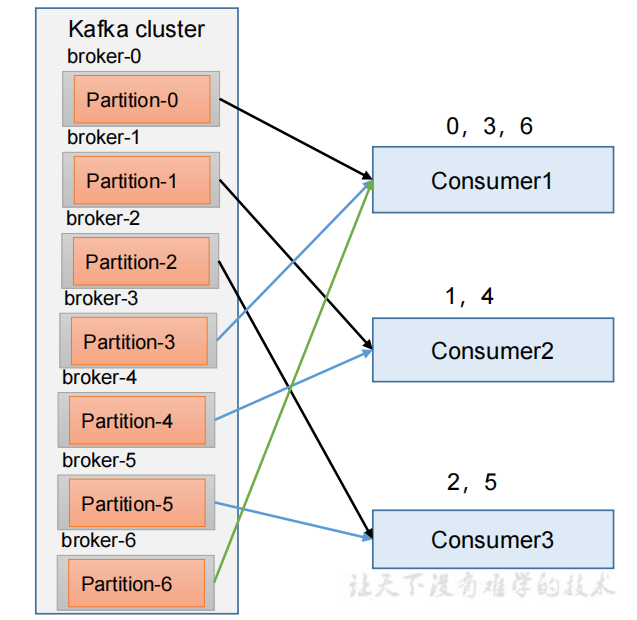 Kafka cluster
broker-0
Partition-0
broker-1
Partition-1
broker-2
Partition-2
broker-3
Partition-3
broker-4
Partition-4
broker-5
Partition-5
broker-6
Partition-6
0，3，6
Consumer1
1，4
Consumer2
2，5
Consumer3
让天下没有难学的技术